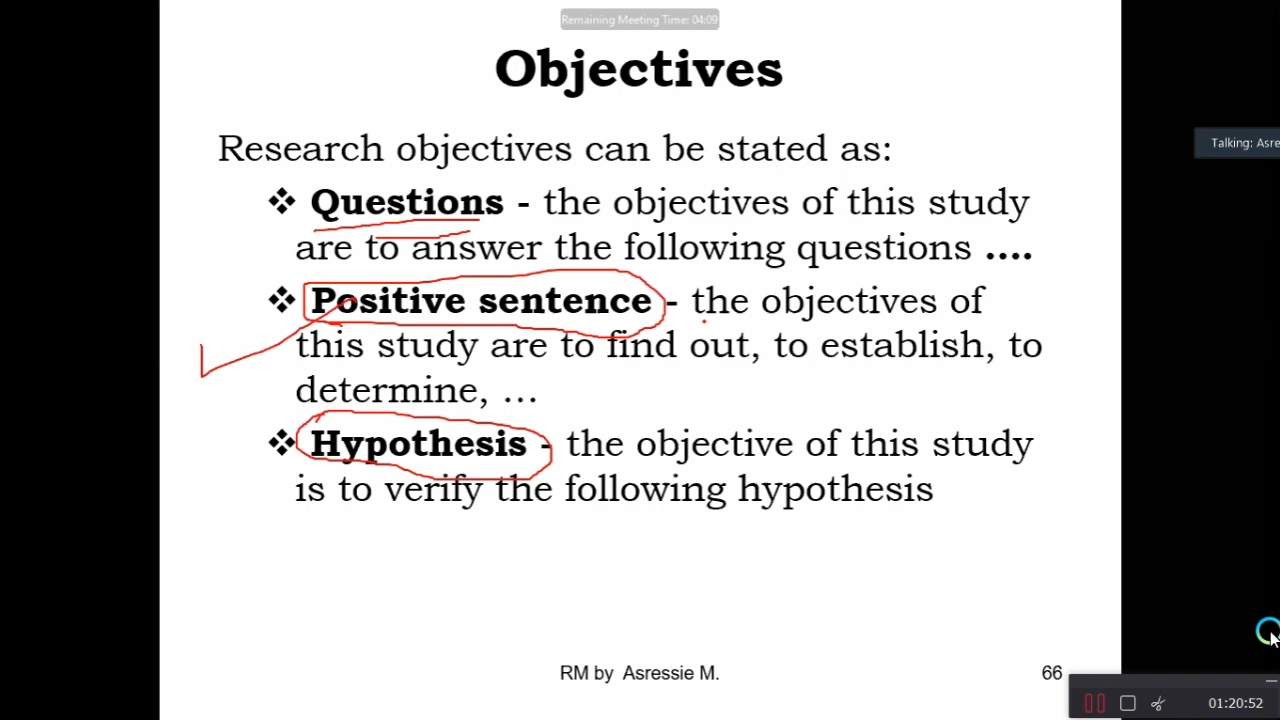 Remaining Meeting Time: 04:09
Objectives
Talking: Asre
Research objectives can be stated as:
❖ Questions - the objectives of this study
are to answer the following questions ....
❖ Positive sentence - the objectives of
this study are to find out, to establish, to
determine, ...
❖ Hypothesis - the objective of this study
is to verify the following hypothesis
RM by Asressie M.
66
01:20:52